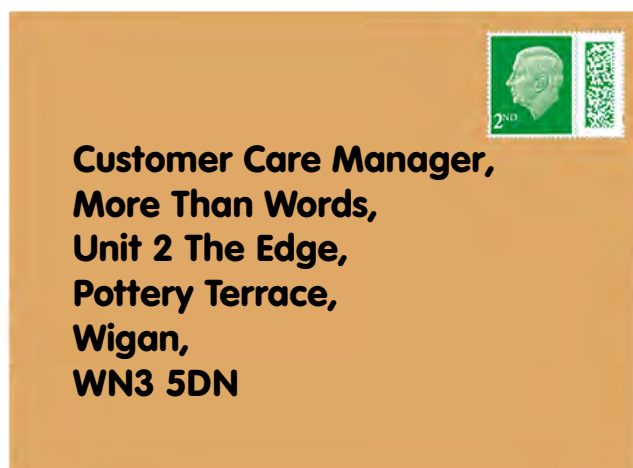 2ND
Customer Care Manager,
More Than Words,
Unit 2 The Edge,
Pottery Terrace,
Wigan,
WN3 5DN